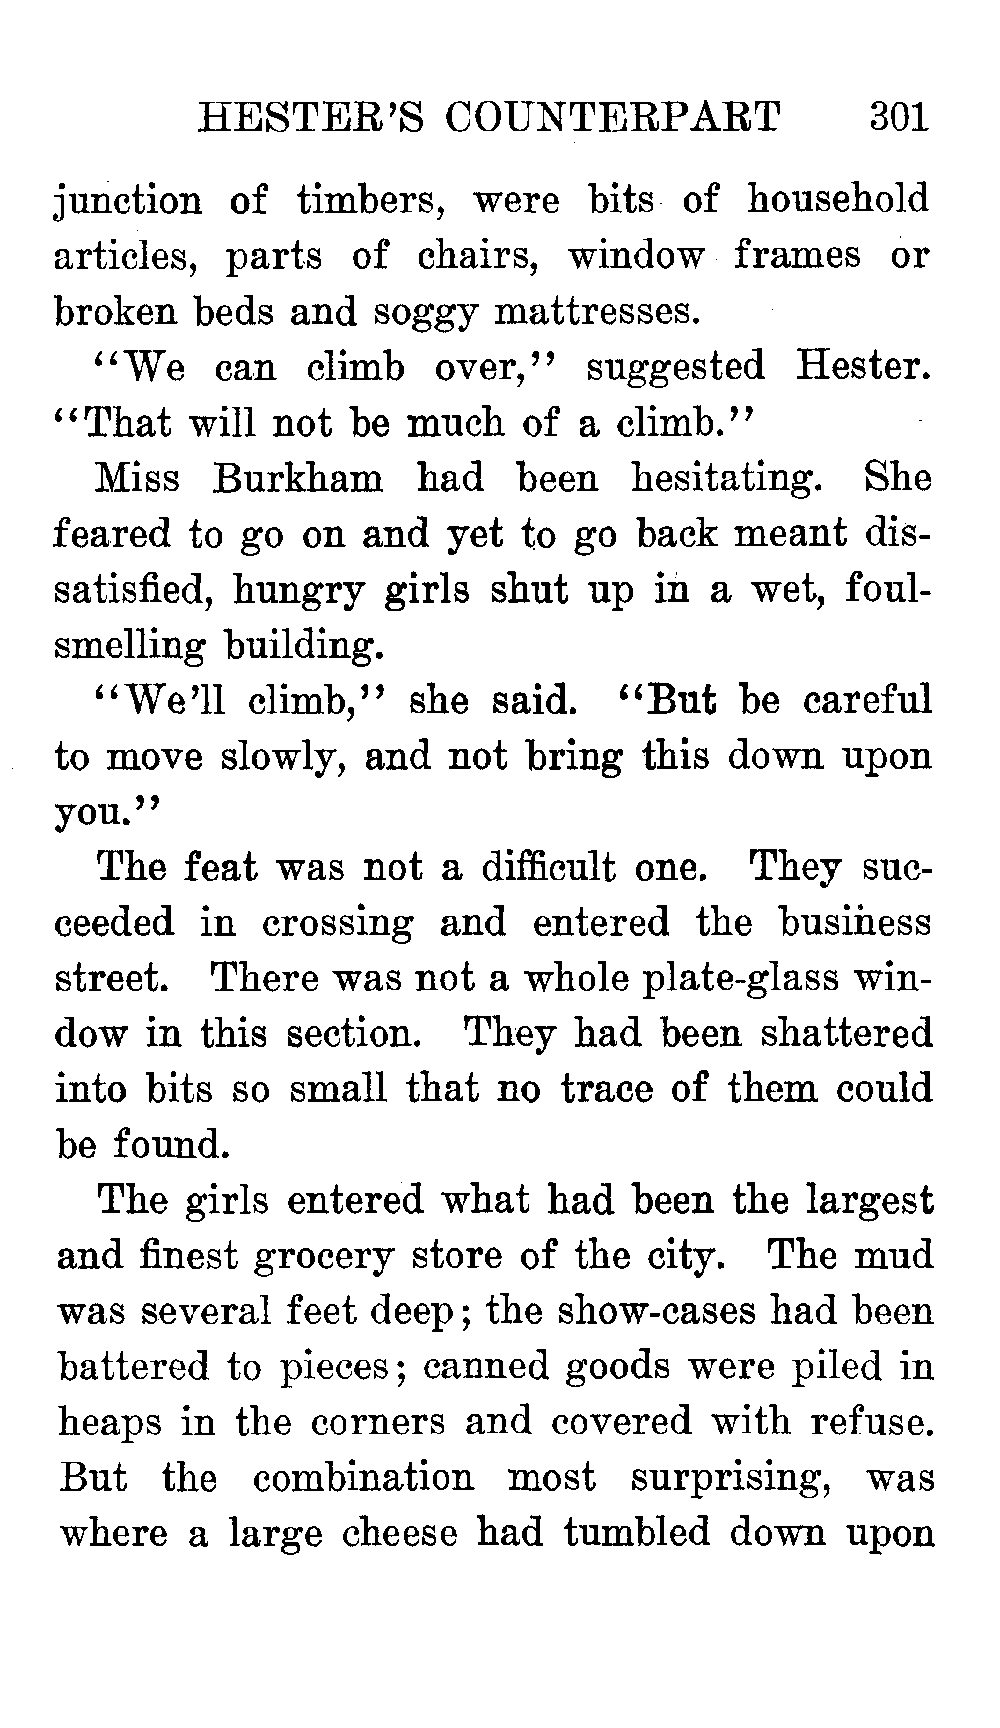 HESTER'S COUNTERPART 301
junction of timbers, were bits of household
articles, parts of chairs, window frames or
broken beds and soggy mattresses.
"We can climb over," suggested Hester.
"That will not be much of a climb."
Miss Burkham had been hesitating. She
feared to go on and yet to go back meant dis-
satisfied, hungry girls shut up in a wet, foul-
smelling building.
"We'll climb," she said. "But be careful
to move slowly, and not bring this down upon
you."
The feat was not a difficult one. They suc-
ceeded in crossing and entered the business
street. There was not a whole plate-glass win-
dow in this section. They had been shattered
into bits so small that no trace of them could
be found.
The girls entered what had been the largest
and finest grocery store of the city. The mud
was several feet deep; the show-cases had been
battered to pieces; canned goods were piled in
heaps in the corners and covered with refuse.
But the combination most surprising, was
where a large cheese had tumbled down upon